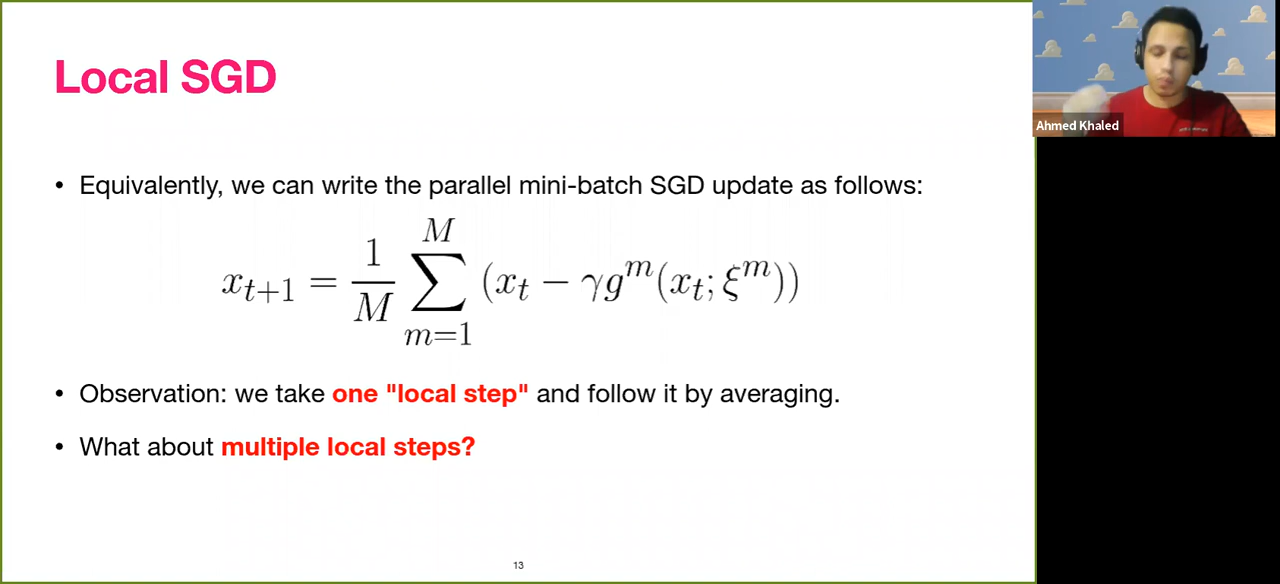 Local SGD
• Equivalently, we can write the parallel mini-batch SGD update as follows:
x_{t+1} = \frac{1}{M} \sum_{m=1}^{M} (x_t − γg^m(x_t; ξ^m))
• Observation: we take one "local step" and follow it by averaging.
• What about multiple local steps?
13
Ahmed Khaled